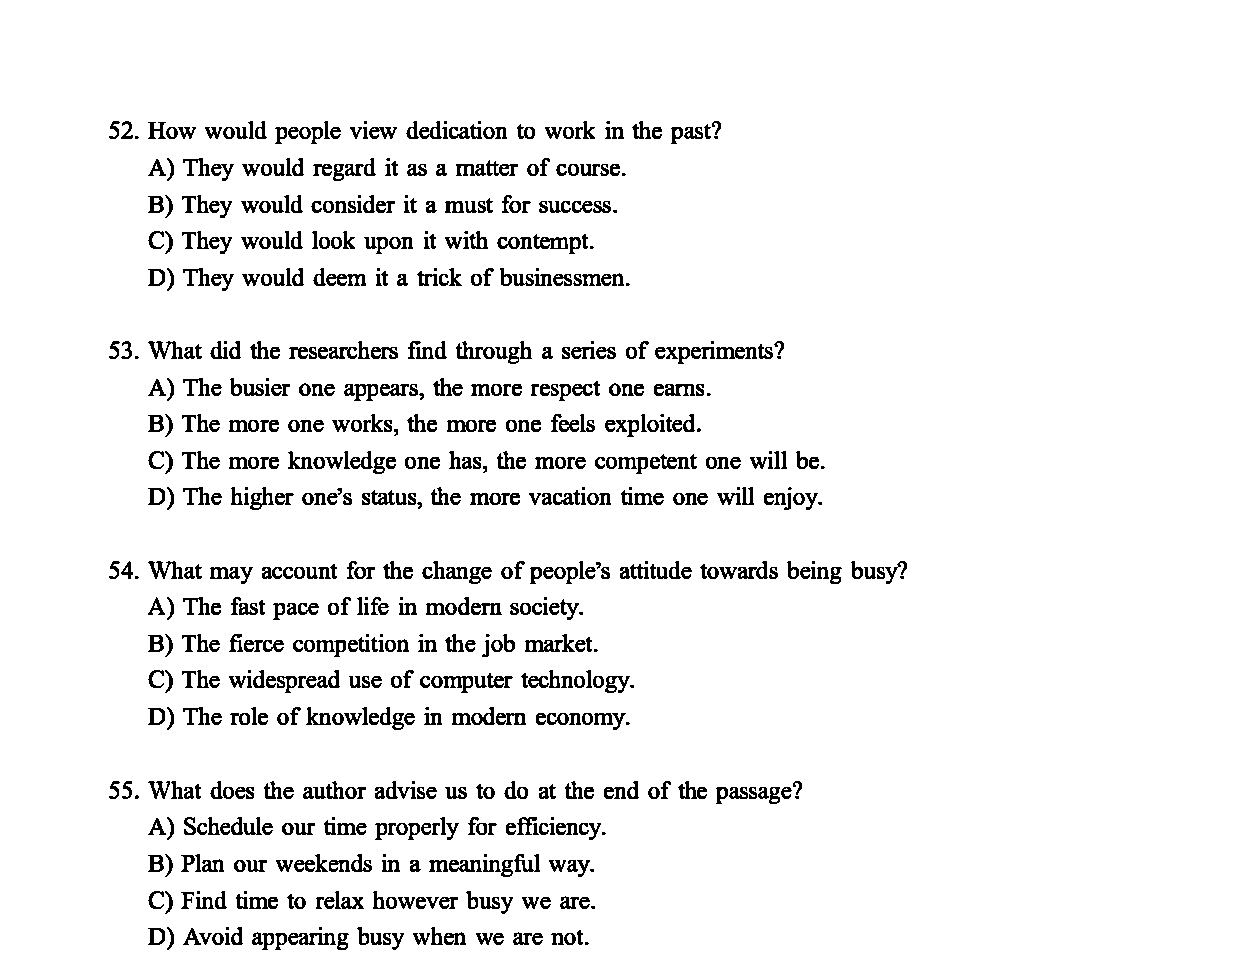 52. How would people view dedication to work in the past?
A) They would regard it as a matter of course.
B) They would consider it a must for success.
C) They would look upon it with contempt.
D) They would deem it a trick of businessmen.
53. What did the researchers find through a series of experiments?
A) The busier one appears, the more respect one earns.
B) The more one works, the more one feels exploited.
C) The more knowledge one has, the more competent one will be.
D) The higher one's status, the more vacation time one will enjoy.
54. What may account for the change of people's attitude towards being busy?
A) The fast pace of life in modern society.
B) The fierce competition in the job market.
C) The widespread use of computer technology.
D) The role of knowledge in modern economy.
55. What does the author advise us to do at the end of the passage?
A) Schedule our time properly for efficiency.
B) Plan our weekends in a meaningful way.
C) Find time to relax however busy we are.
D) Avoid appearing busy when we are not.